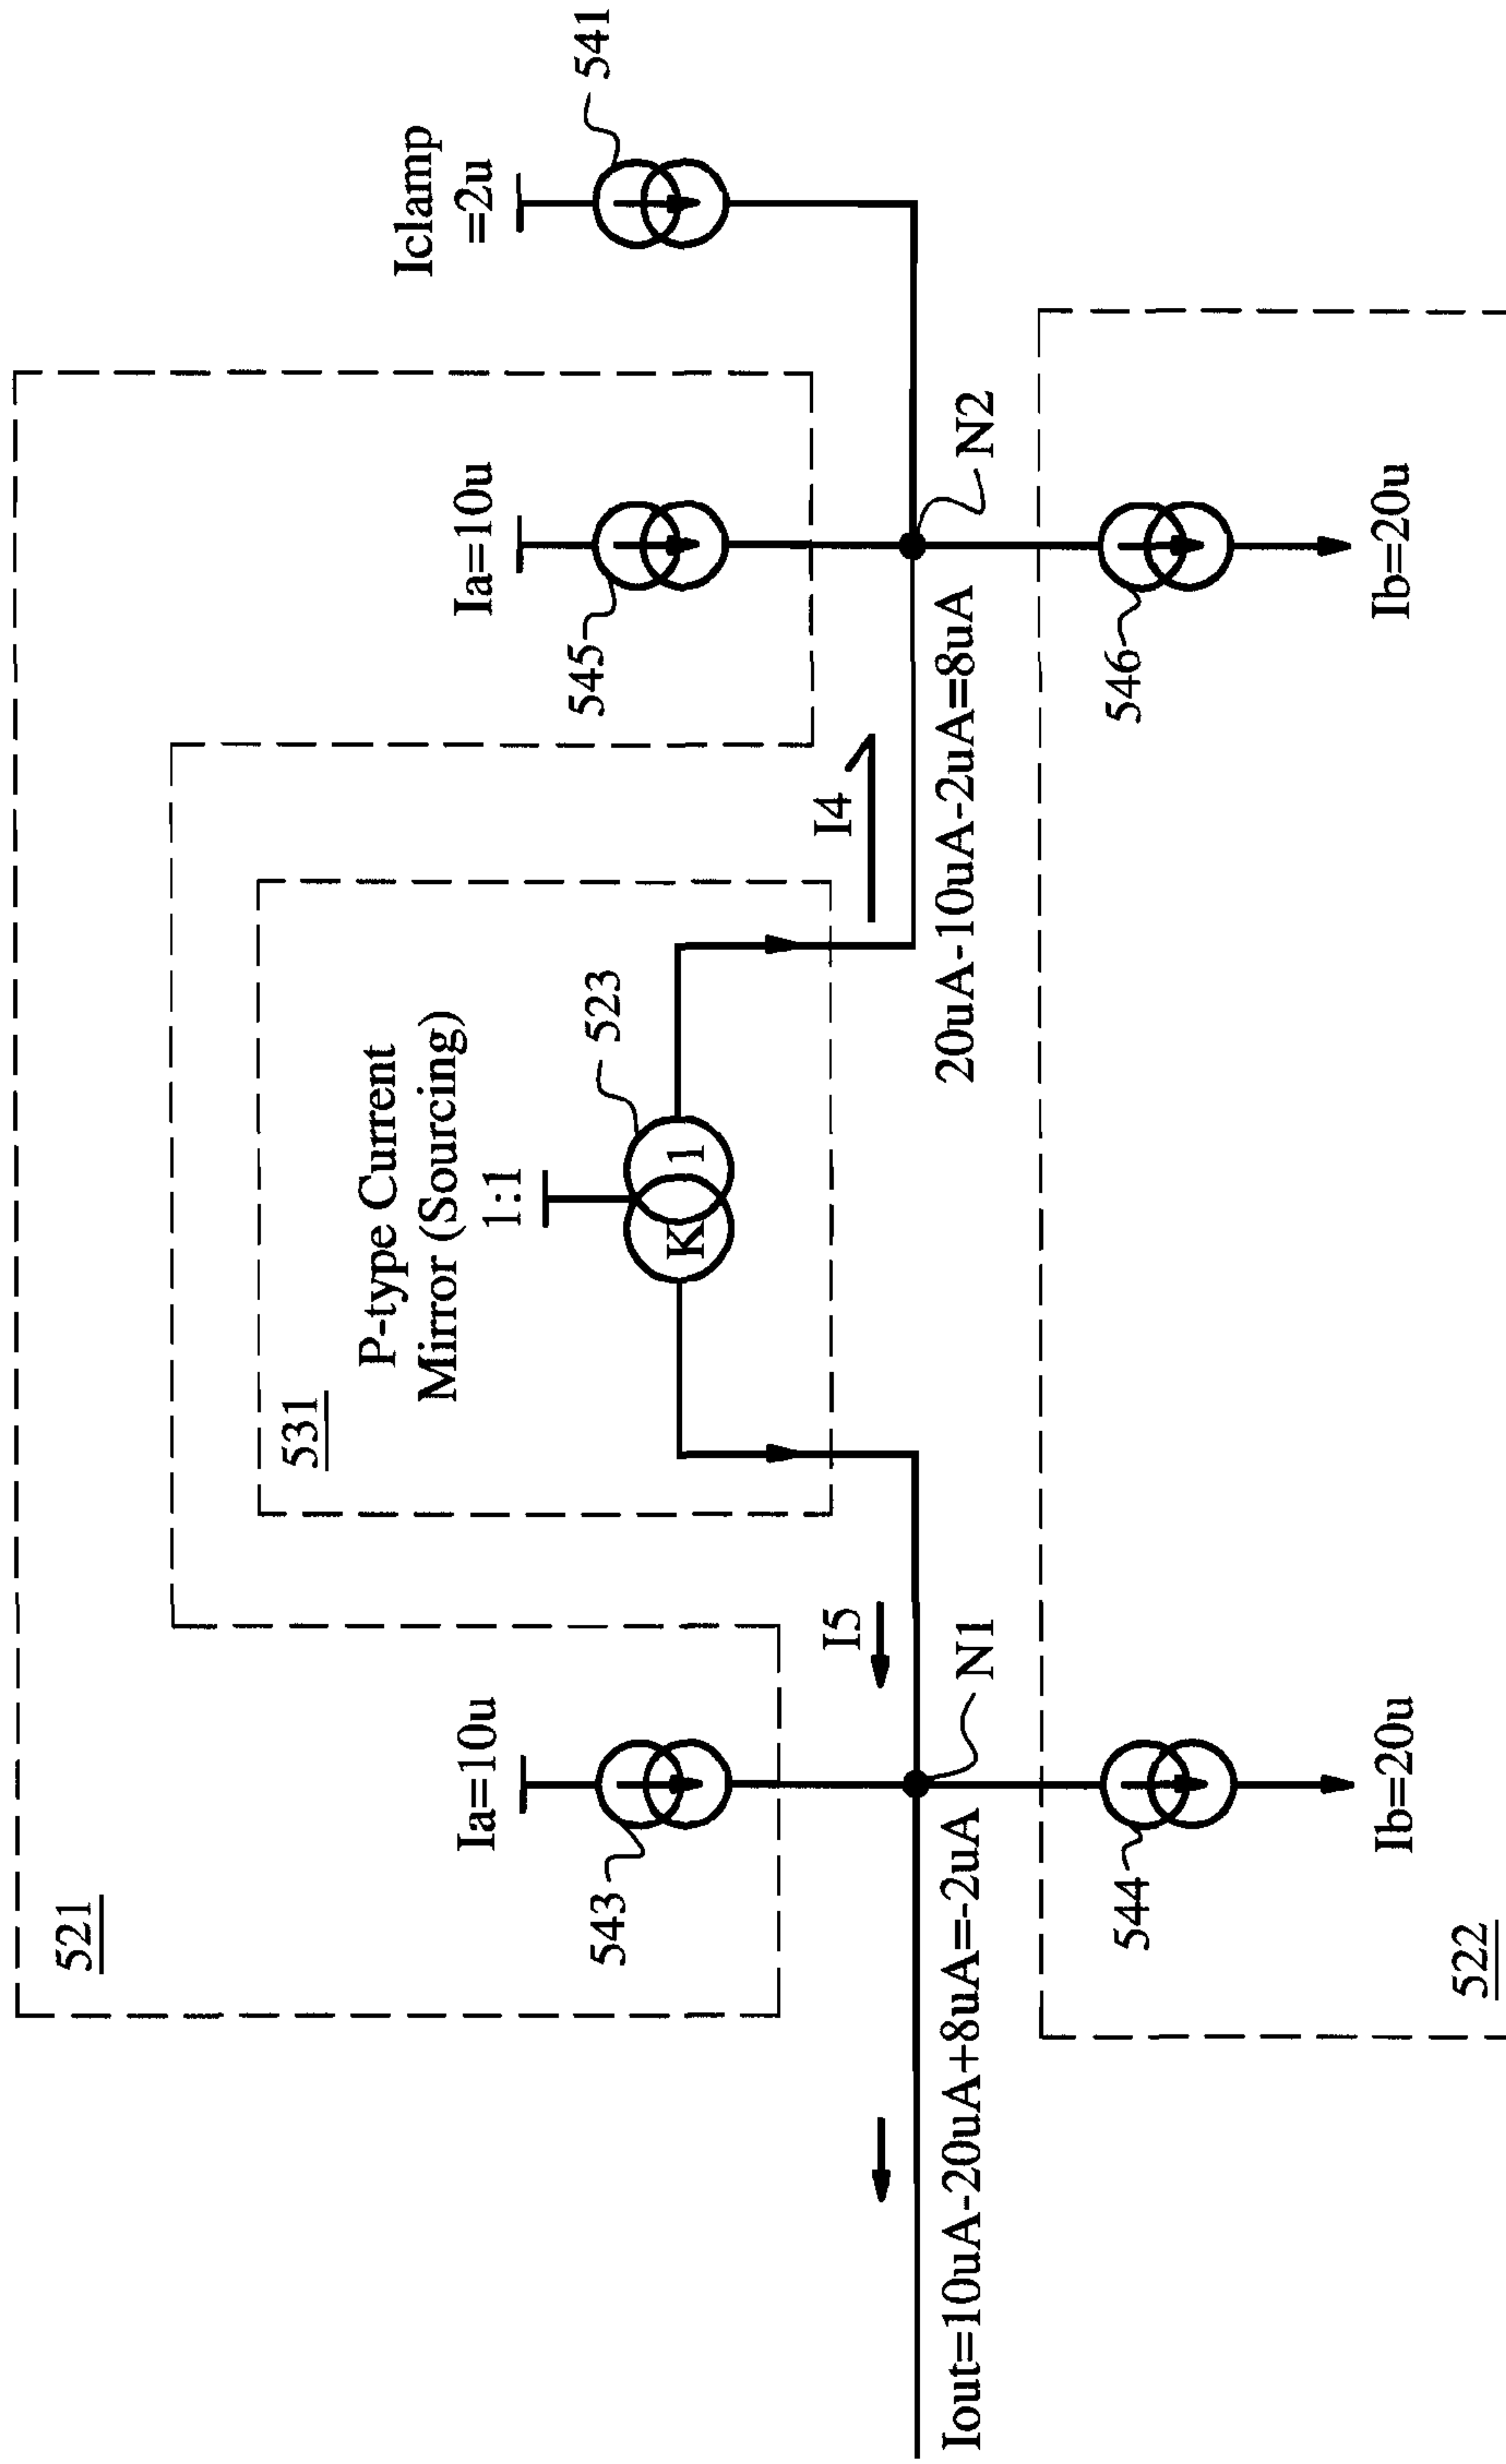 521
531
P-type Current
Mirror (Sourcing)
1:1
Iclamp
=2u
Ia=10u
Ia=10u
543
K
1
523
545
541
I5
I4
N1
N2
Iout=10uA-20uA+8uA=-2uA
20uA-10uA-2uA=8uA
544
546
Ib=20u
Ib=20u
522